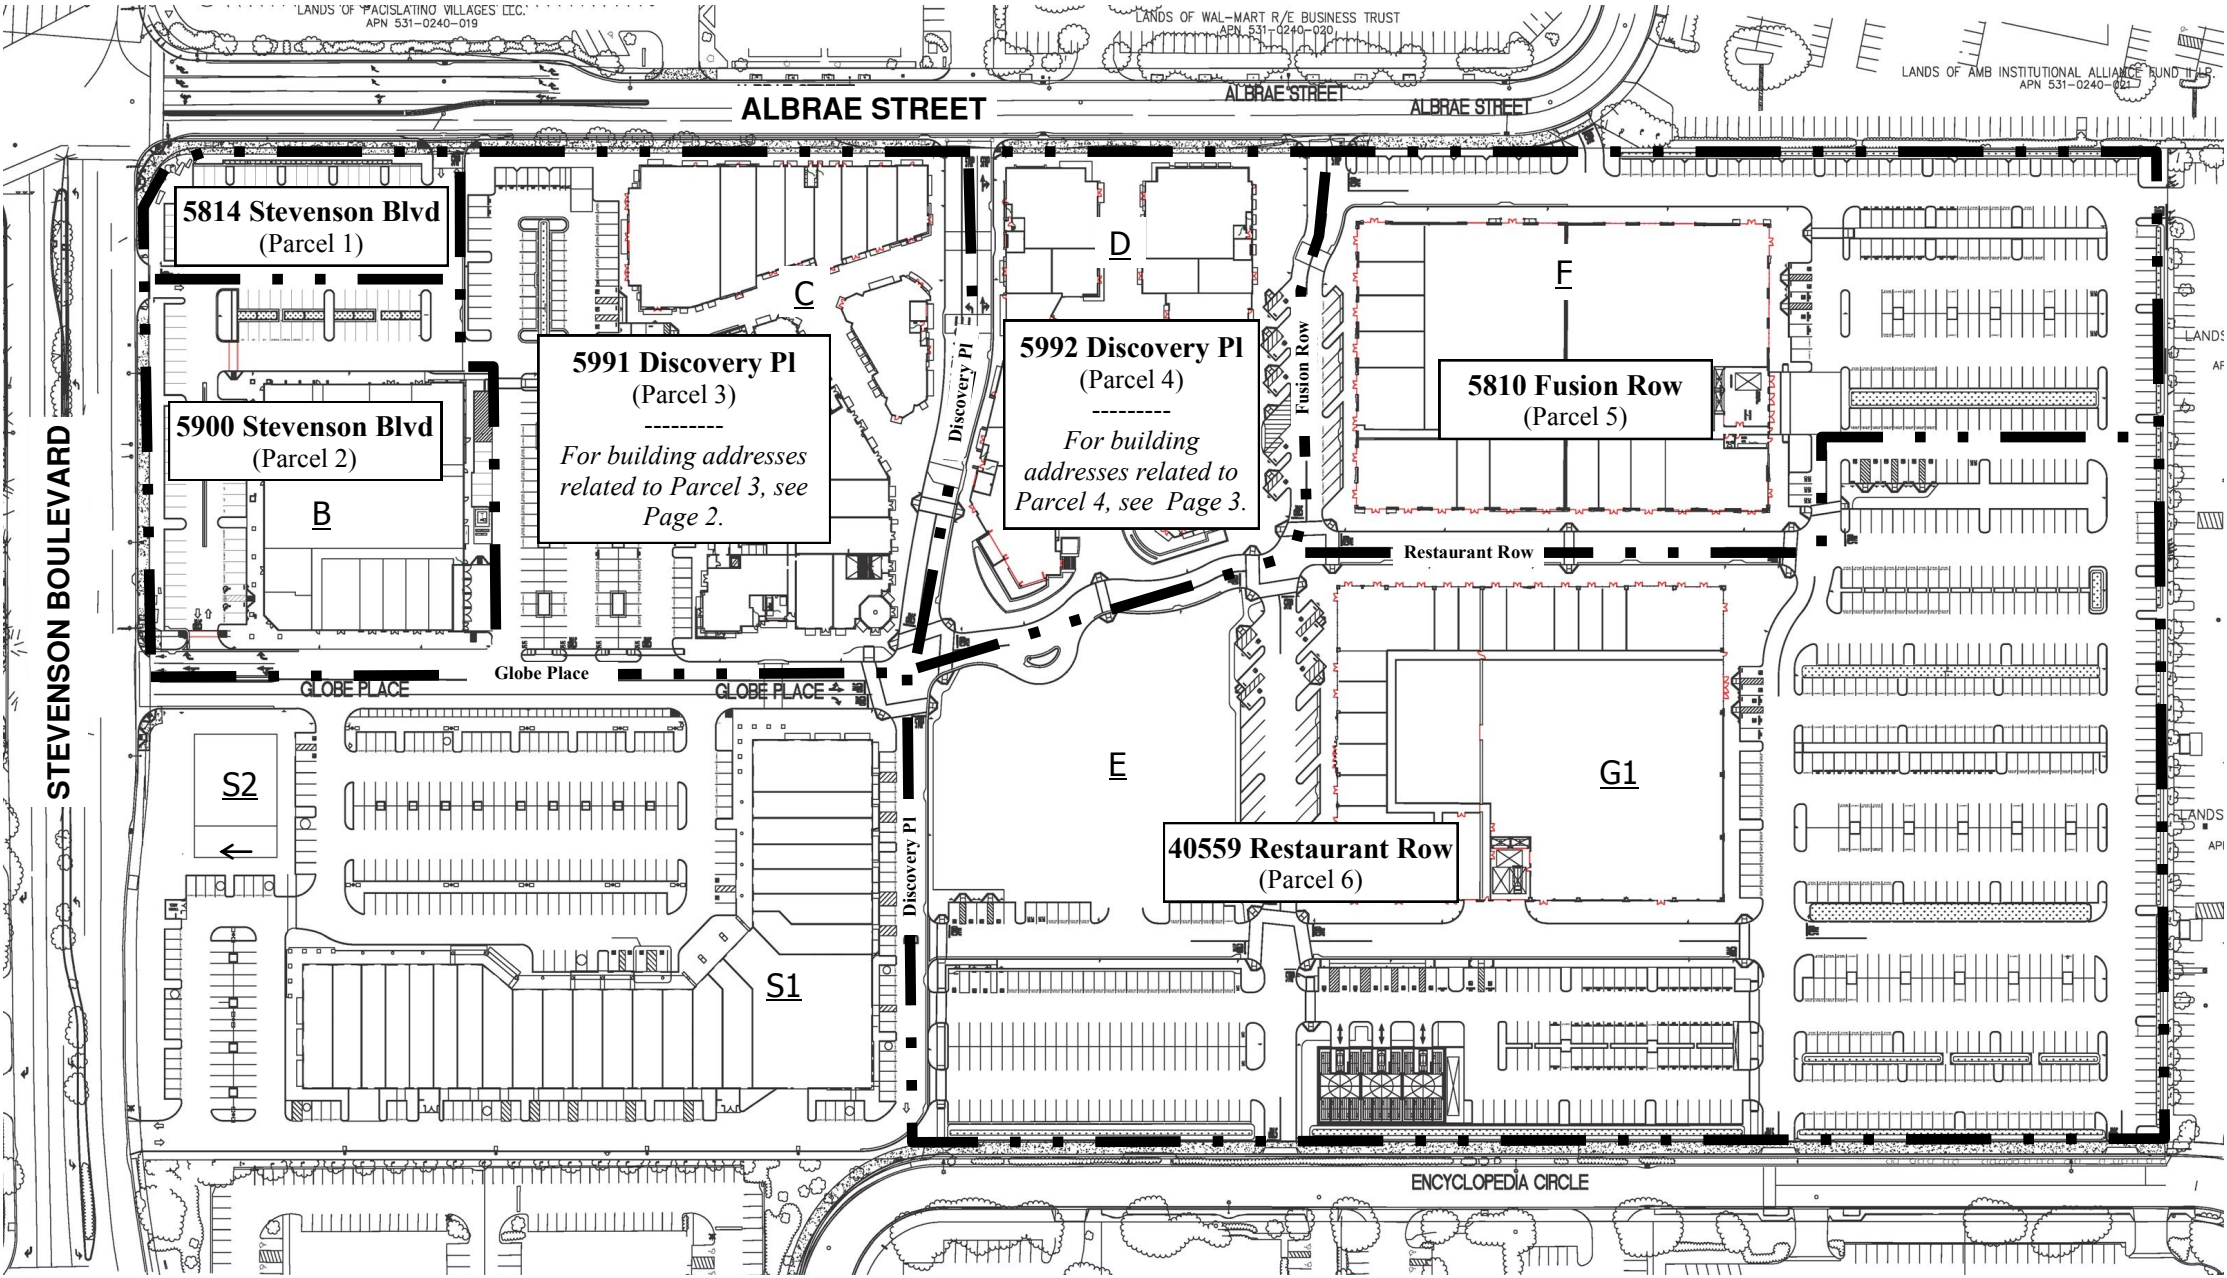 LANDS OF PACISLATINO VILLAGES LLC.
APN 531-0240-019
LANDS OF WAL-MART R/E BUSINESS TRUST
APN 531-0240-020
LANDS OF AMB INSTITUTIONAL ALLIANCE FUND II LP.
APN 531-0240-021
ALBRAE STREET
ALBRAE STREET
ALBRAE STREET
5814 Stevenson Blvd
(Parcel 1)
C
D
F
5991 Discovery Pl
(Parcel 3)
---------
For building addresses
related to Parcel 3, see
Page 2.
5992 Discovery Pl
(Parcel 4)
---------
For building
addresses related to
Parcel 4, see Page 3.
Discovery Pl
Fusion Row
5810 Fusion Row
(Parcel 5)
LANDS
5900 Stevenson Blvd
(Parcel 2)
B
STEVENSON BOULEVARD
Restaurant Row
Globe Place
GLOBE PLACE
GLOBE PLACE
S2
E
G1
LANDS
40559 Restaurant Row
(Parcel 6)
Discovery Pl
S1
ENCYCLOPEDIA CIRCLE